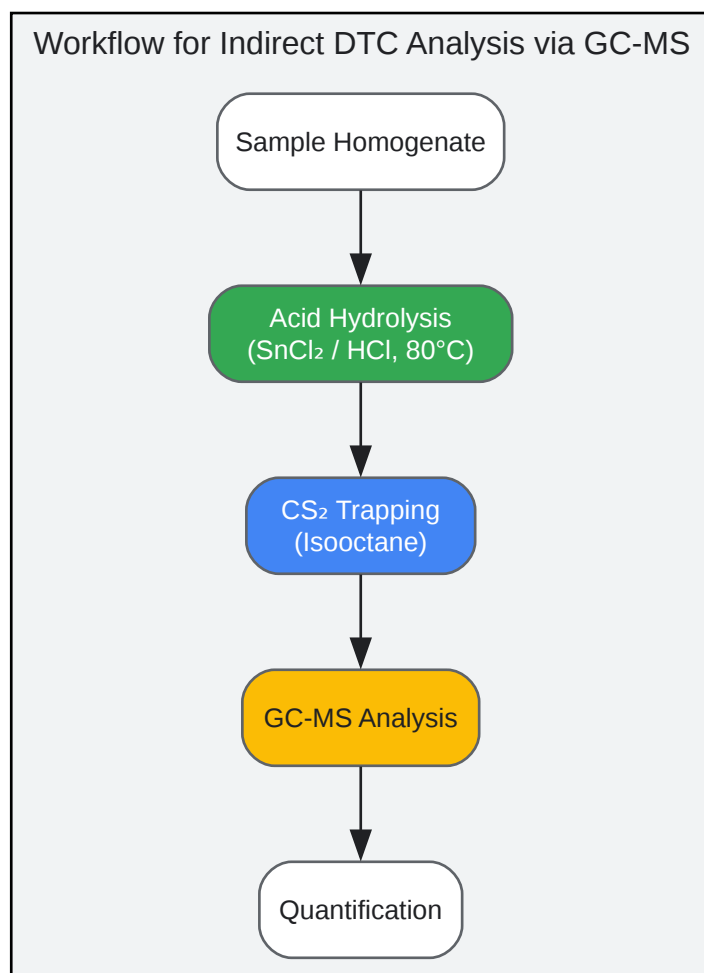 Workflow for Indirect DTC Analysis via GC-MS
Sample Homogenate
Acid Hydrolysis
(SnCl₂ / HCl, 80°C)
CS₂ Trapping
(Isooctane)
GC-MS Analysis
Quantification